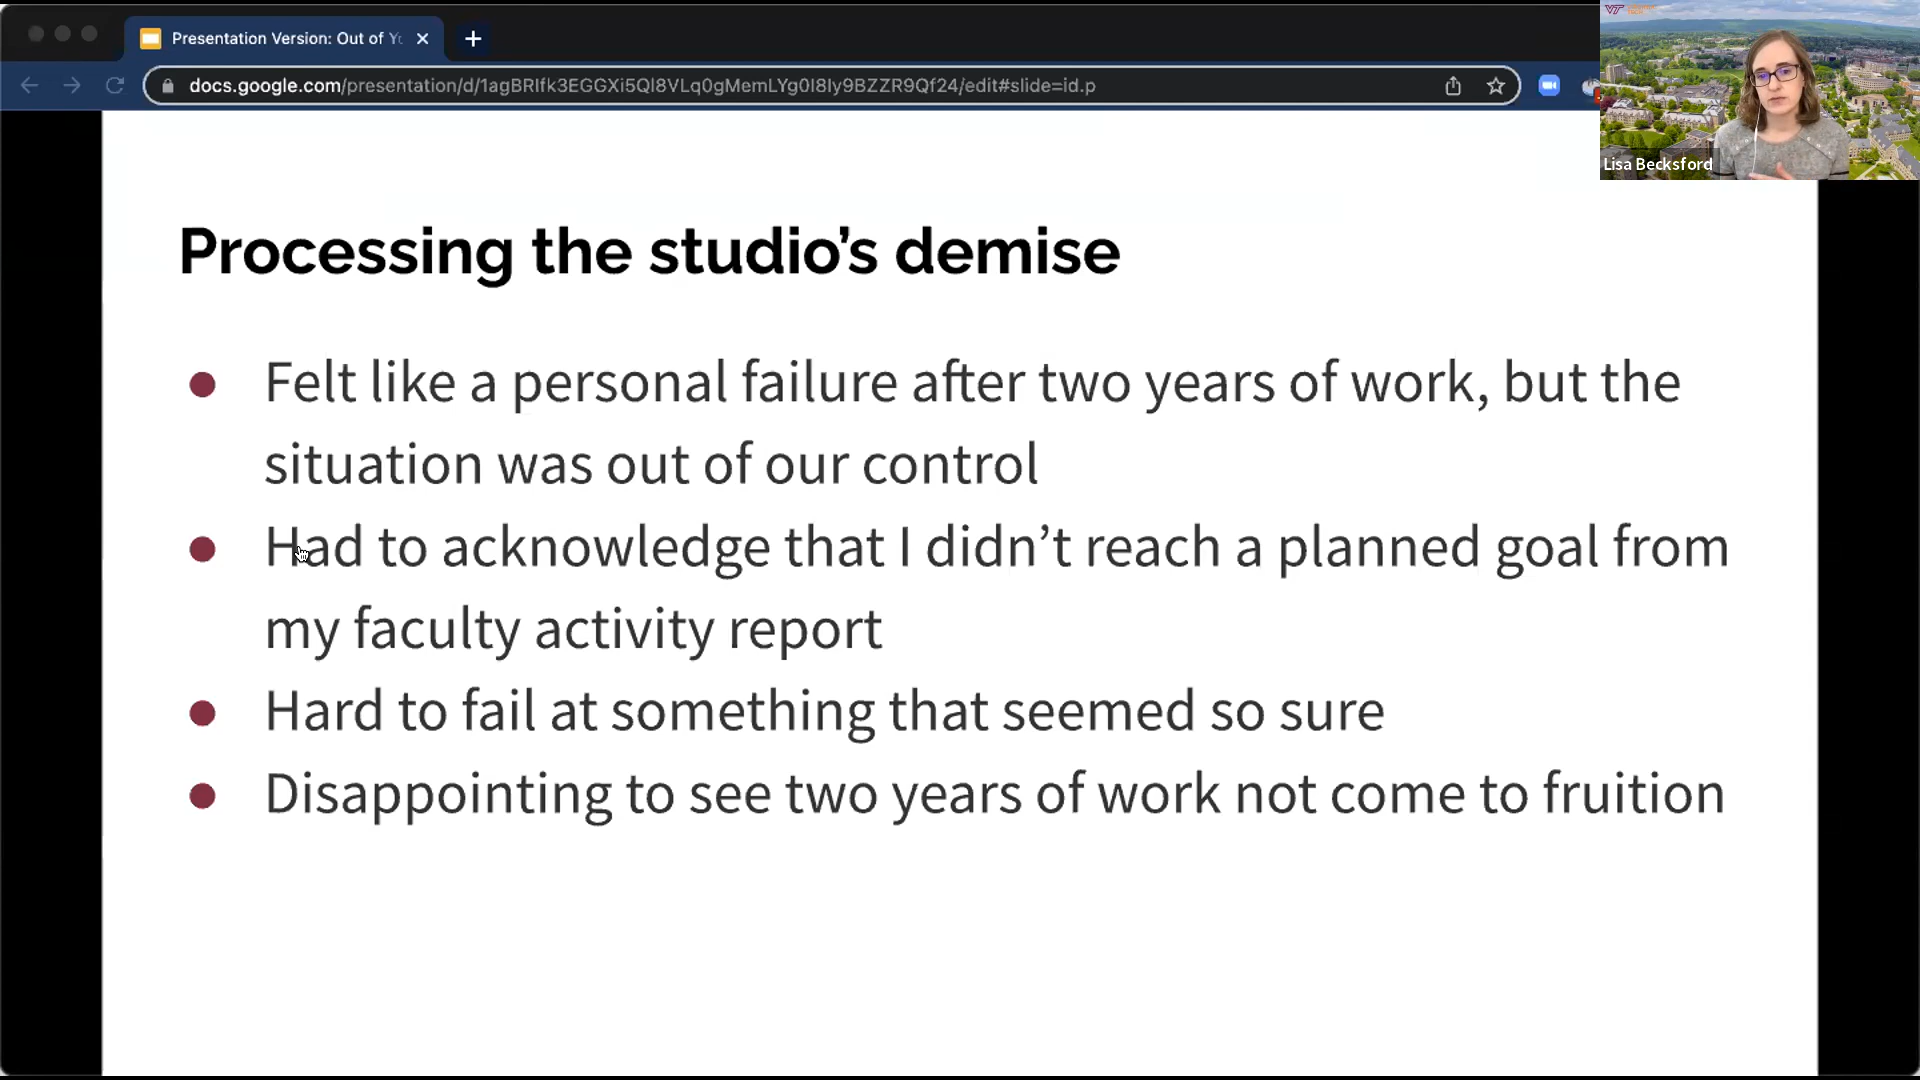 Presentation Version: Out of Yo
docs.google.com/presentation/d/1agBRIfk3EGGXi5Ql8VLq0gMemLYg0I8Iy9BZZR9Qf24/edit#slide=id.p
VT
Lisa Becksford
Processing the studio’s demise
● Felt like a personal failure after two years of work, but the
situation was out of our control
● Had to acknowledge that I didn’t reach a planned goal from
my faculty activity report
● Hard to fail at something that seemed so sure
● Disappointing to see two years of work not come to fruition